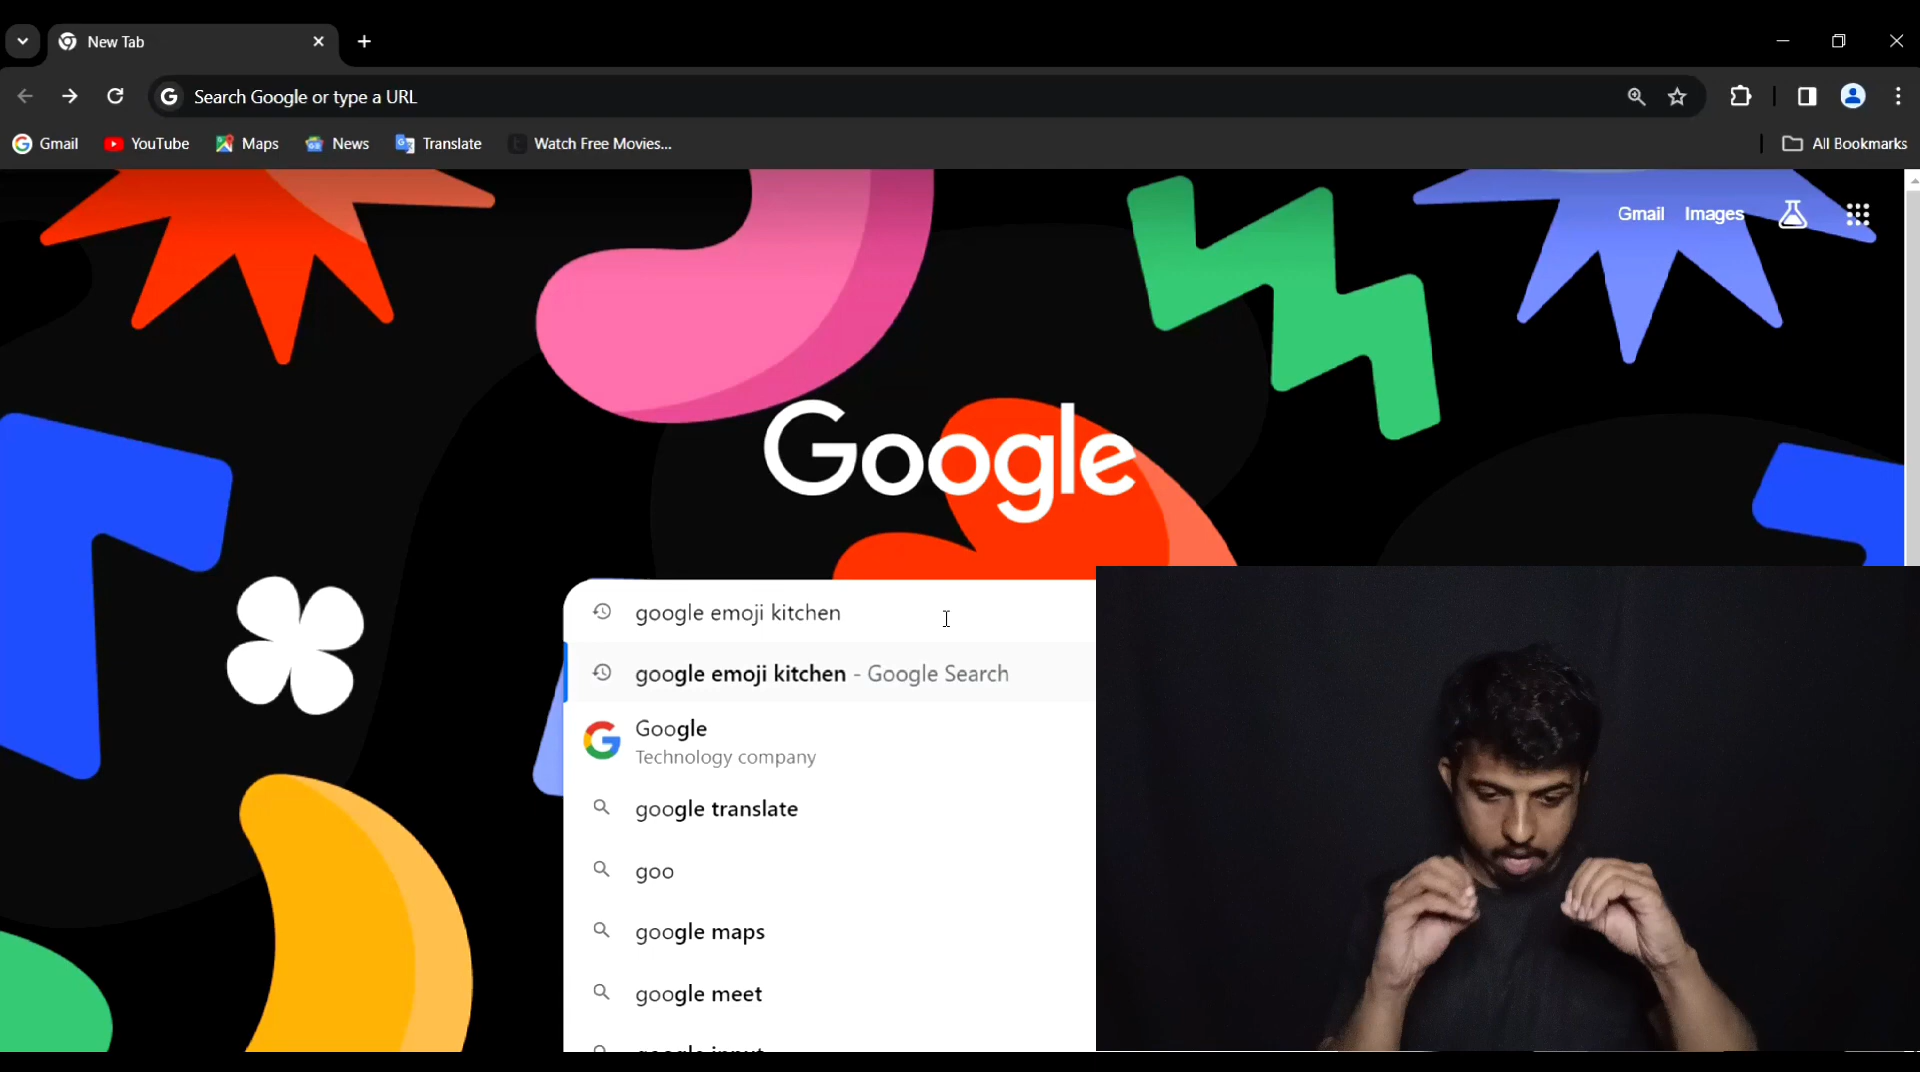 New Tab
Search Google or type a URL
Gmail
YouTube
Maps
News
Translate
Watch Free Movies...
All Bookmarks
Gmail Images
Google
google emoji kitchen
google emoji kitchen - Google Search
Google
Technology company
google translate
goo
google maps
google meet
google input